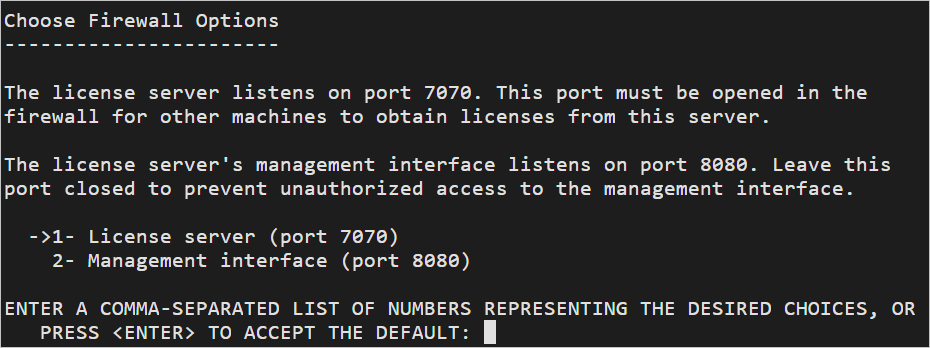 Choose Firewall Options
-----------------------
The license server listens on port 7070. This port must be opened in the
firewall for other machines to obtain licenses from this server.
The license server's management interface listens on port 8080. Leave this
port closed to prevent unauthorized access to the management interface.
->1- License server (port 7070)
2- Management interface (port 8080)
ENTER A COMMA-SEPARATED LIST OF NUMBERS REPRESENTING THE DESIRED CHOICES, OR
PRESS <ENTER> TO ACCEPT THE DEFAULT: